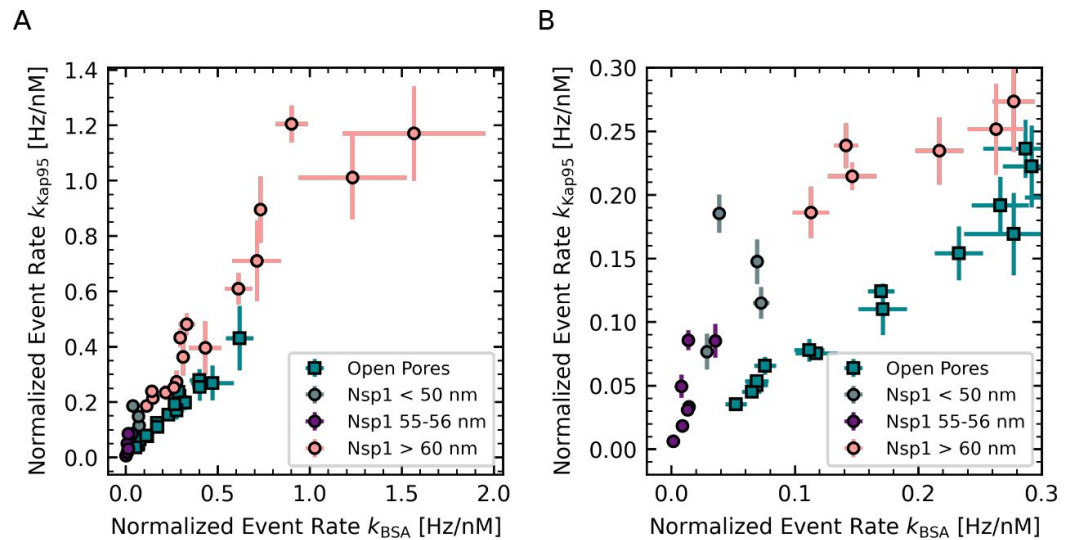 A
B
1.4
1.2
1.0
0.8
0.6
0.4
0.2
0.0
Normalized Event Rate kKap95 [Hz/nM]
0.0 0.5 1.0 1.5 2.0
Normalized Event Rate kBSA [Hz/nM]
Open Pores
Nsp1 < 50 nm
Nsp1 55-56 nm
Nsp1 > 60 nm
0.30
0.25
0.20
0.15
0.10
0.05
0.00
Normalized Event Rate kKap95 [Hz/nM]
0.0 0.1 0.2 0.3
Normalized Event Rate kBSA [Hz/nM]
Open Pores
Nsp1 < 50 nm
Nsp1 55-56 nm
Nsp1 > 60 nm